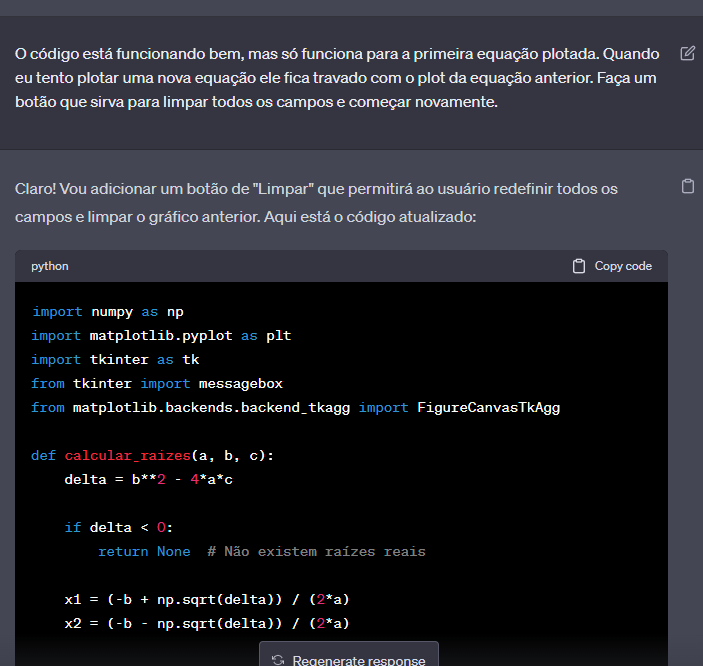 O código está funcionando bem, mas só funciona para a primeira equação plotada. Quando
eu tento plotar uma nova equação ele fica travado com o plot da equação anterior. Faça um
botão que sirva para limpar todos os campos e começar novamente.
Claro! Vou adicionar um botão de "Limpar" que permitirá ao usuário redefinir todos os
campos e limpar o gráfico anterior. Aqui está o código atualizado:
python Copy code
import numpy as np
import matplotlib.pyplot as plt
import tkinter as tk
from tkinter import messagebox
from matplotlib.backends.backend_tkagg import FigureCanvasTkAgg
def calcular_raizes(a, b, c):
    delta = b**2 - 4*a*c
    if delta < 0:
        return None  # Não existem raízes reais
    x1 = (-b + np.sqrt(delta)) / (2*a)
    x2 = (-b - np.sqrt(delta)) / (2*a)
Regenerate response